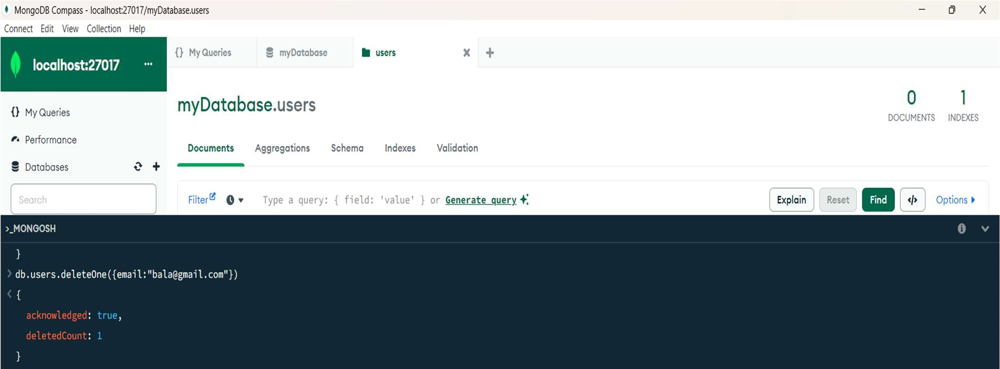 MongoDB Compass - localhost:27017/myDatabase.users
Connect Edit View Collection Help
localhost:27017 ...
{} My Queries
myDatabase
users
myDatabase.users
0
DOCUMENTS
1
INDEXES
{} My Queries
Performance
Databases
Search
Documents Aggregations Schema Indexes Validation
Filter Type a query: { field: 'value' } or Generate query
Explain Reset Find </> Options
>_MONGOSH
}
> db.users.deleteOne({email:"bala@gmail.com"})
< {
acknowledged: true,
deletedCount: 1
}